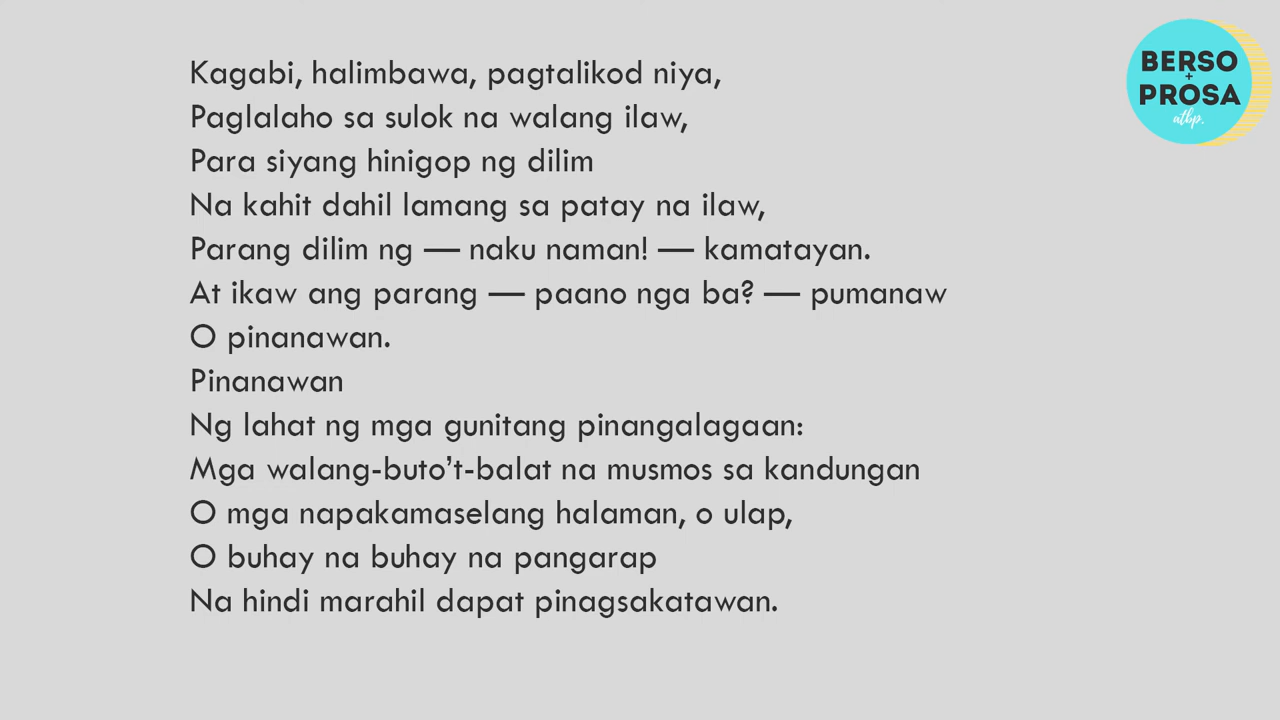 Kagabi, halimbawa, pagtalikod niya,
Paglalaho sa sulok na walang ilaw,
Para siyang hinigop ng dilim
Na kahit dahil lamang sa patay na ilaw,
Parang dilim ng — naku naman! — kamatayan.
At ikaw ang parang — paano nga ba? — pumanaw
O pinanawan.
Pinanawan
Ng lahat ng mga gunitang pinangalagaan:
Mga walang-buto’t-balat na musmos sa kandungan
O mga napakamaselang halaman, o ulap,
O buhay na buhay na pangarap
Na hindi marahil dapat pinagsakatawan.
BERSO
+
PROSA
atbp.